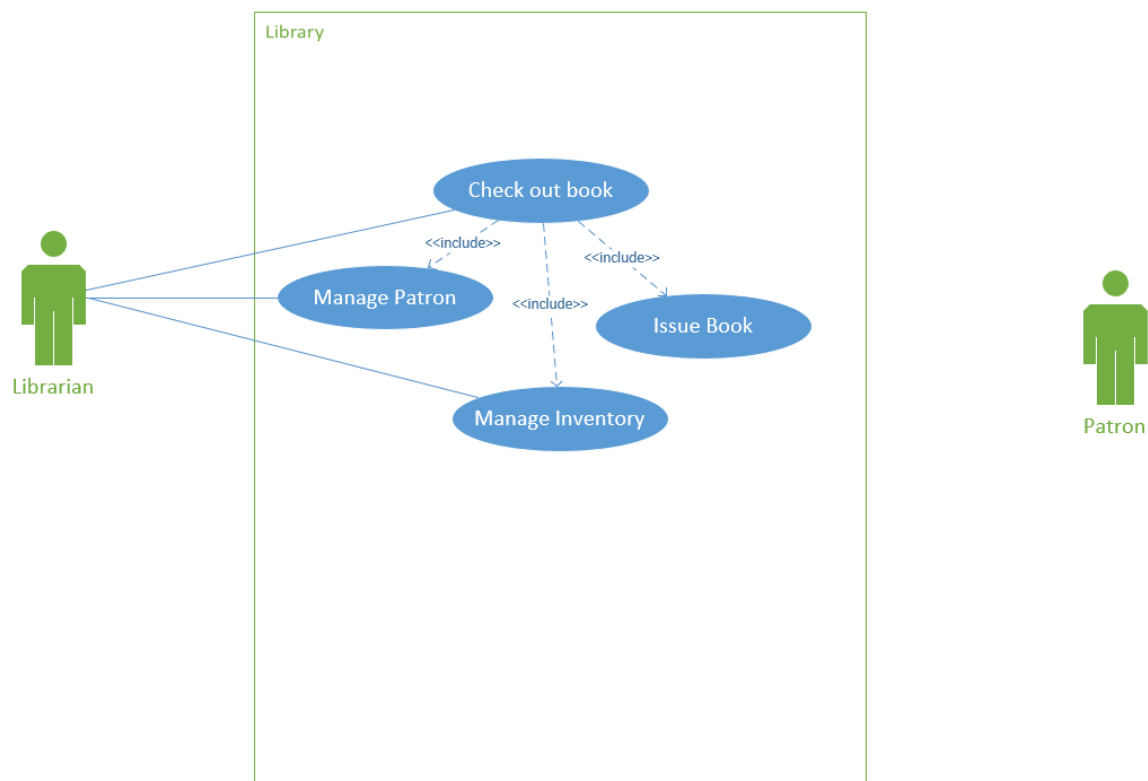 Library
Check out book
<<include>>
<<include>>
Manage Patron
<<include>>
Issue Book
Librarian
Manage Inventory
Patron